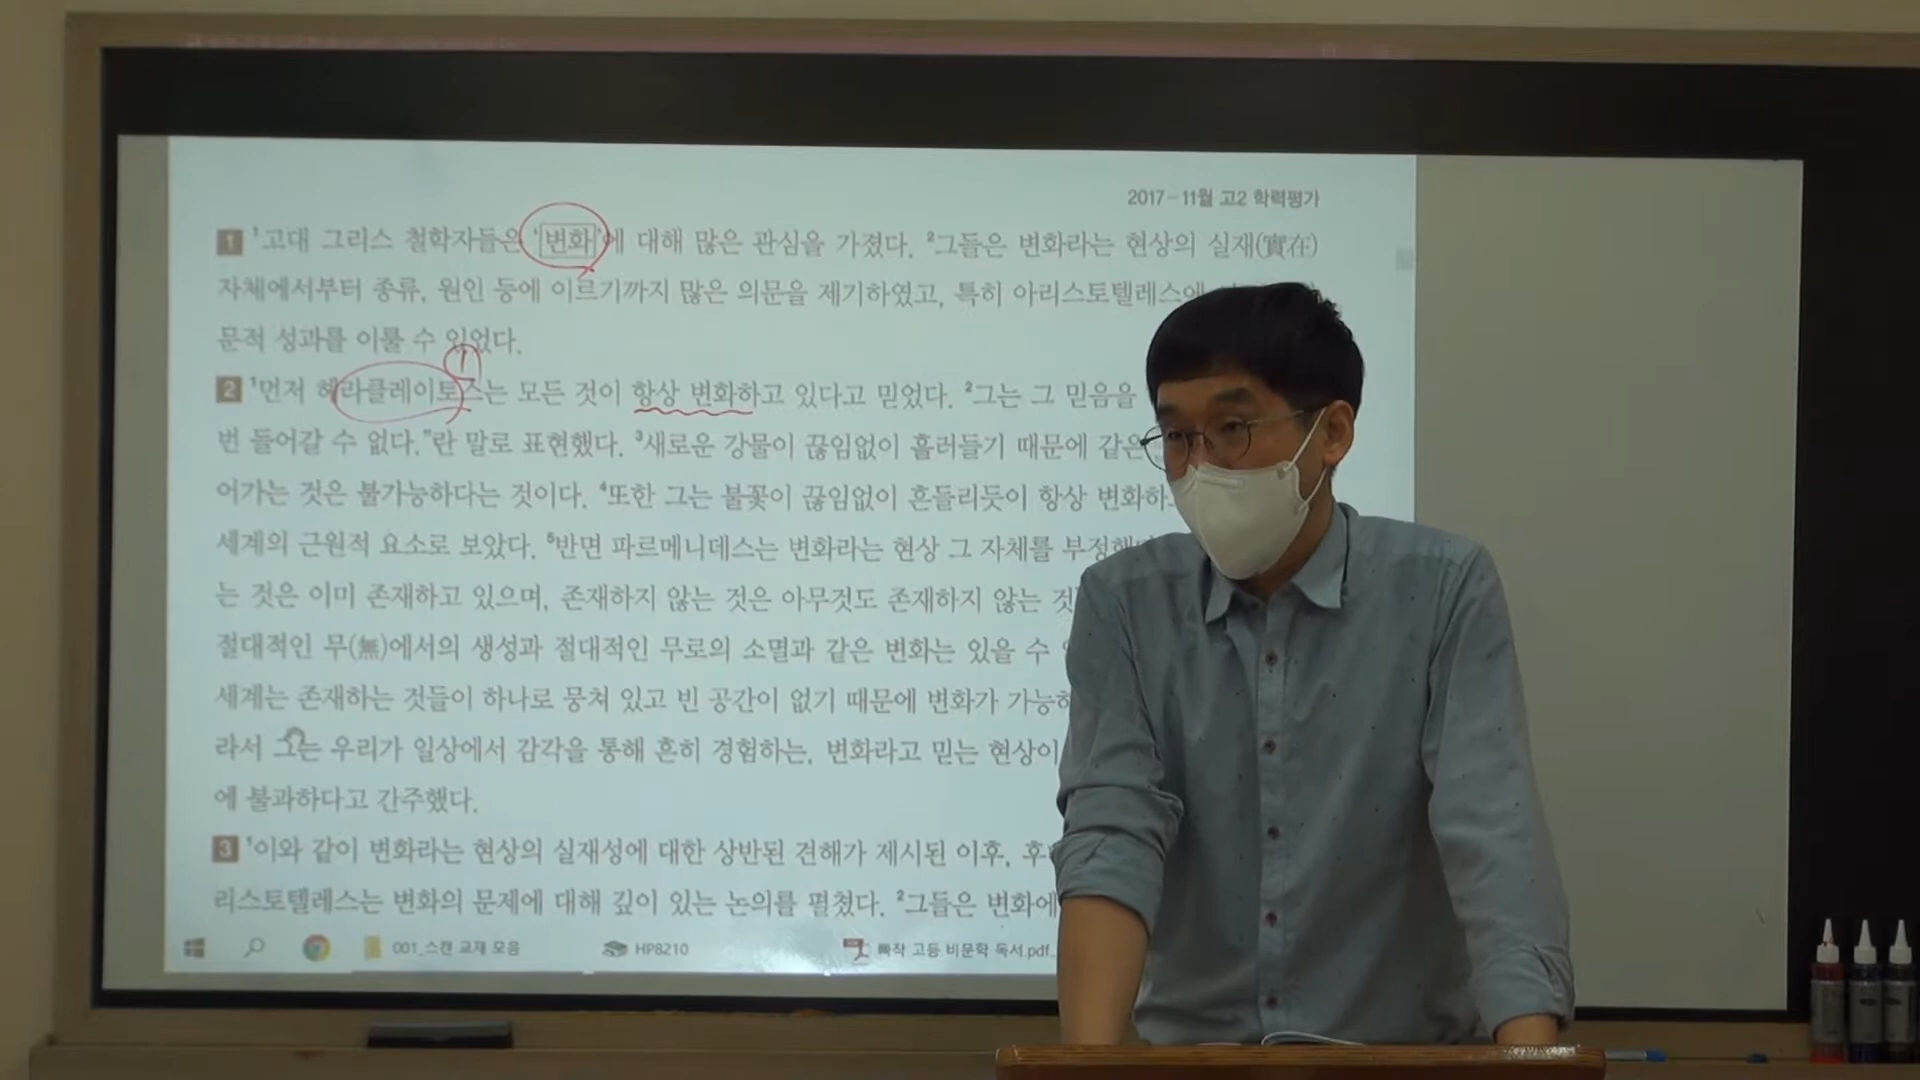 2017-11월 고2 학력평가
1 ¹고대 그리스 철학자들은 '변화'에 대해 많은 관심을 가졌다. ²그들은 변화라는 현상의 실재(實在)
자체에서부터 종류, 원인 등에 이르기까지 많은 의문을 제기하였고, 특히 아리스토텔레스에
문적 성과를 이룰 수 있었다.
①
2 ¹먼저 헤라클레이토스는 모든 것이 항상 변화하고 있다고 믿었다. ²그는 그 믿음을
번 들어갈 수 없다."란 말로 표현했다. ³새로운 강물이 끊임없이 흘러들기 때문에 같은
어가는 것은 불가능하다는 것이다. ⁴또한 그는 불꽃이 끊임없이 흔들리듯이 항상 변화하
세계의 근원적 요소로 보았다. ⁵반면 파르메니데스는 변화라는 현상 그 자체를 부정했
는 것은 이미 존재하고 있으며, 존재하지 않는 것은 아무것도 존재하지 않는
절대적인 무(無)에서의 생성과 절대적인 무로의 소멸과 같은 변화는 있을 수
세계는 존재하는 것들이 하나로 뭉쳐 있고 빈 공간이 없기 때문에 변화가
라서 그는 우리가 일상에서 감각을 통해 흔히 경험하는, 변화라고 믿는 현상이
에 불과하다고 간주했다.
3 ¹이와 같이 변화라는 현상의 실재성에 대한 상반된 견해가 제시된 이후,
리스토텔레스는 변화의 문제에 대해 깊이 있는 논의를 펼쳤다. ²그들은 변화에
001_스캔 교재 모음 HP8210 빠작 고등 비문학 독서.pdf